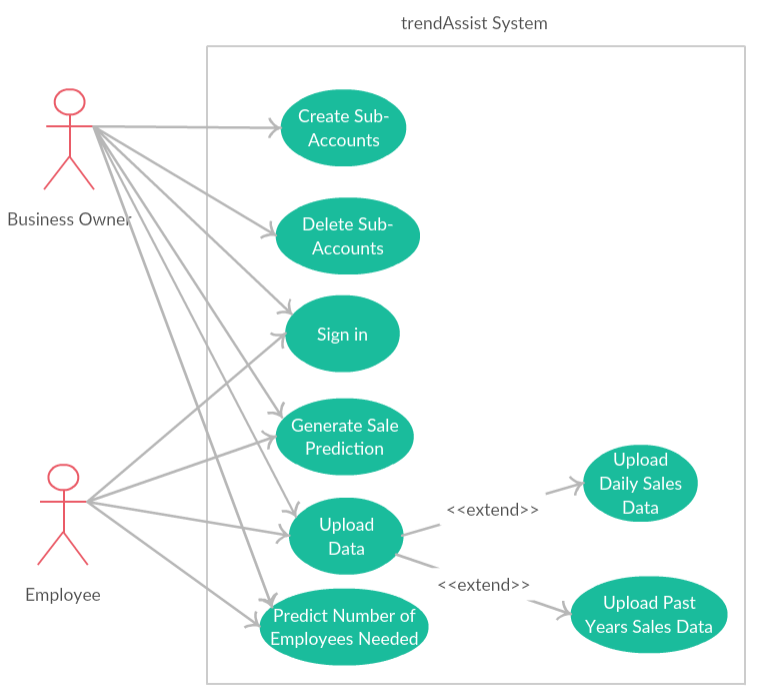 trendAssist System
Create Sub-
Accounts
Business Owner
Delete Sub-
Accounts
Sign in
Generate Sale
Prediction
Upload
Daily Sales
Data
<<extend>>
Upload
Data
<<extend>>
Employee
Upload Past
Years Sales Data
Predict Number of
Employees Needed